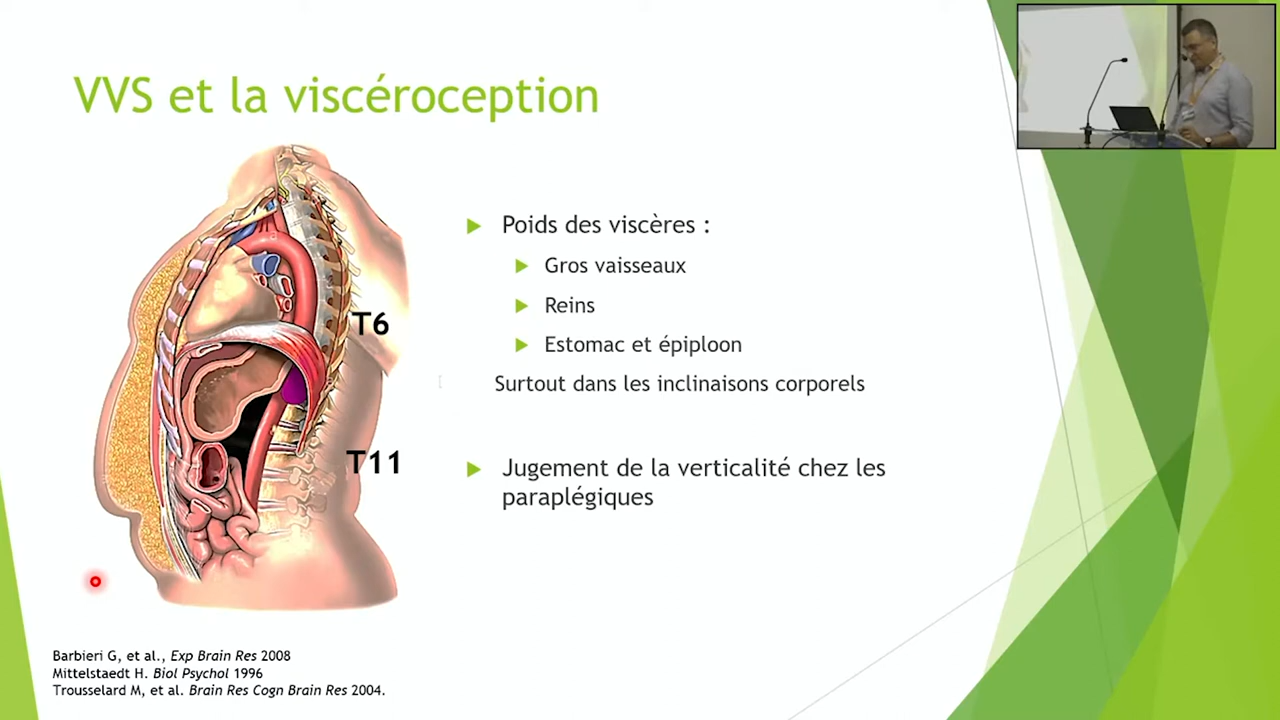 VVS et la viscéroception
T6
T11
Poids des viscères :
Gros vaisseaux
Reins
Estomac et épiploon
Surtout dans les inclinaisons corporels
Jugement de la verticalité chez les
paraplégiques
Barbieri G, et al., Exp Brain Res 2008
Mittelstaedt H. Biol Psychol 1996
Trousselard M, et al. Brain Res Cogn Brain Res 2004.